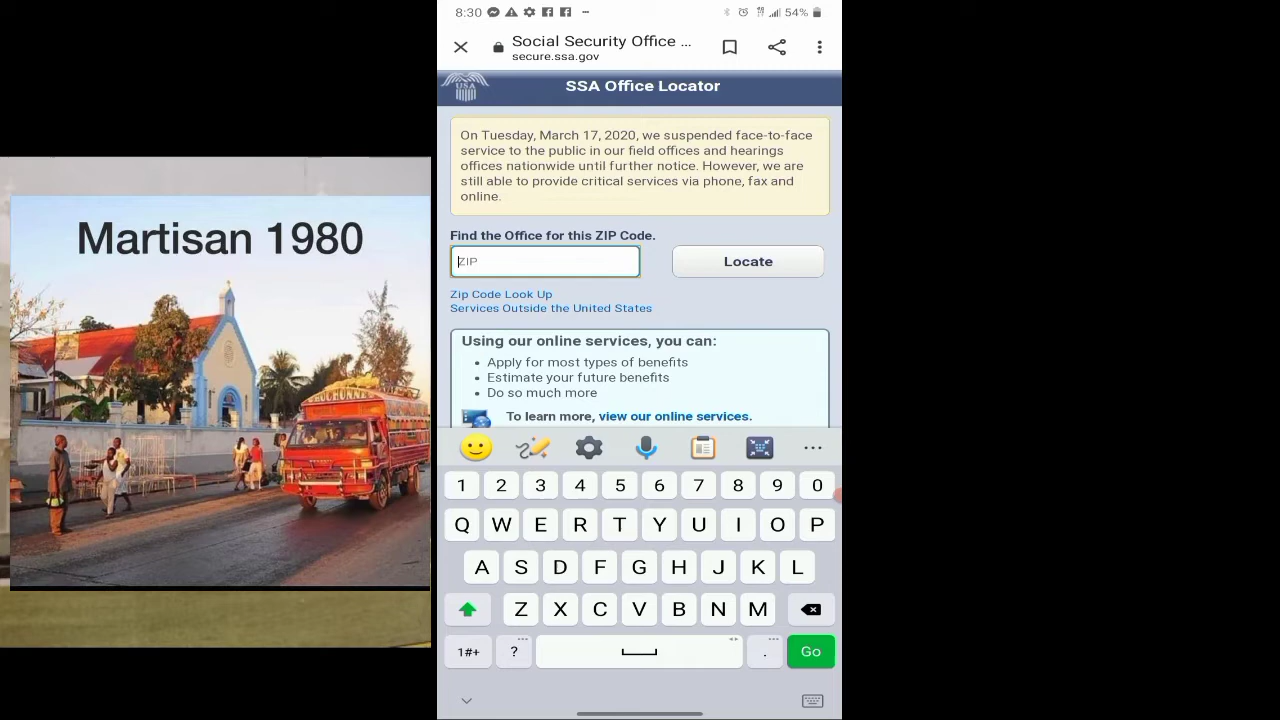 Martisan 1980
8:30
54%
Social Security Office ...
secure.ssa.gov
USA
SSA Office Locator
On Tuesday, March 17, 2020, we suspended face-to-face
service to the public in our field offices and hearings
offices nationwide until further notice. However, we are
still able to provide critical services via phone, fax and
online.
Find the Office for this ZIP Code.
ZIP
Locate
Zip Code Look Up
Services Outside the United States
Using our online services, you can:
• Apply for most types of benefits
• Estimate your future benefits
• Do so much more
To learn more, view our online services.
1 2 3 4 5 6 7 8 9 0
Q W E R T Y U I O P
A S D F G H J K L
Z X C V B N M
1#+ ? . Go